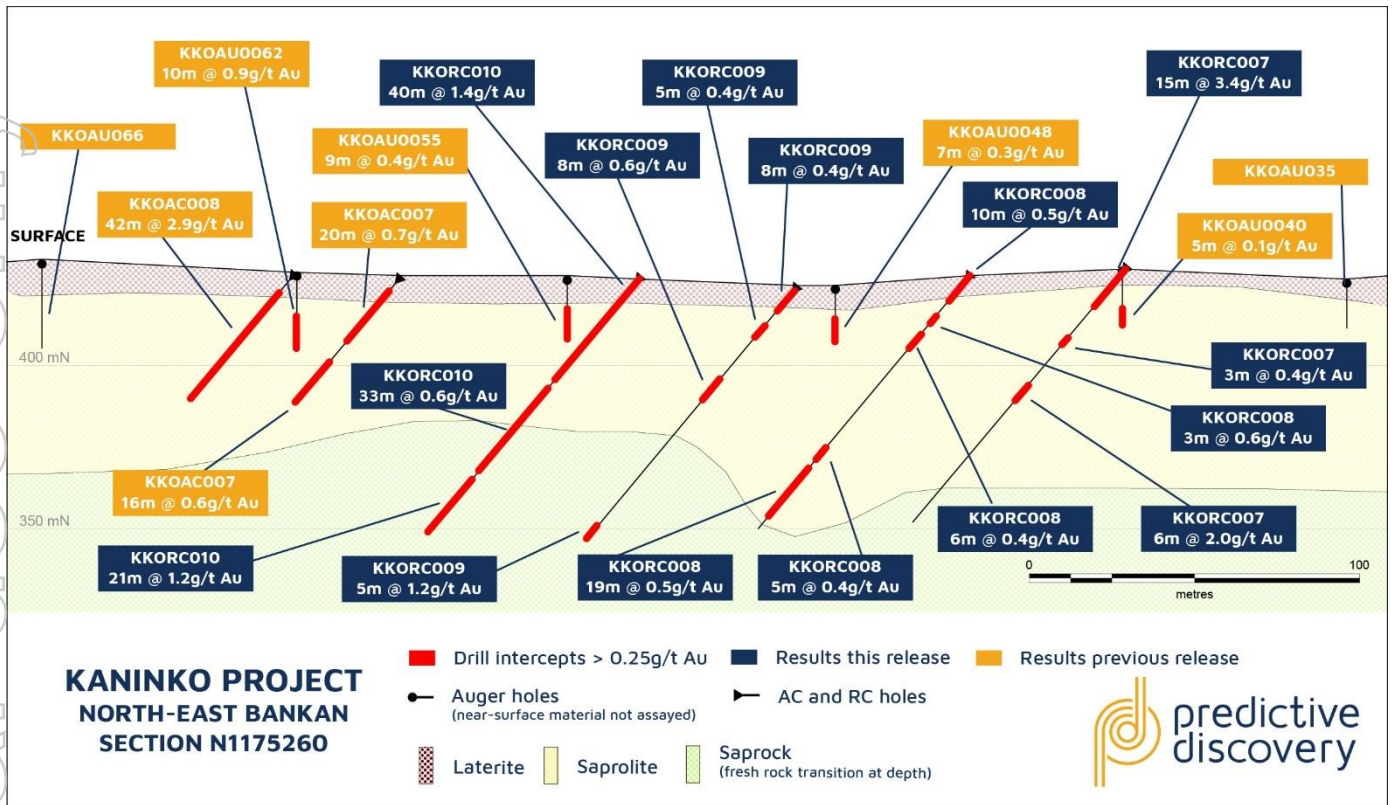 KKOAU0062
10m @ 0.9g/t Au
KKORC010
40m @ 1.4g/t Au
KKORC009
5m @ 0.4g/t Au
KKORC007
15m @ 3.4g/t Au
KKOAU066
KKOAU0055
9m @ 0.4g/t Au
KKORC009
8m @ 0.6g/t Au
KKORC009
8m @ 0.4g/t Au
KKOAU0048
7m @ 0.3g/t Au
KKOAU035
KKOAC008
42m @ 2.9g/t Au
KKOAC007
20m @ 0.7g/t Au
KKORC008
10m @ 0.5g/t Au
KKOAU0040
5m @ 0.1g/t Au
SURFACE
400 mN
KKORC010
33m @ 0.6g/t Au
KKORC007
3m @ 0.4g/t Au
KKORC008
3m @ 0.6g/t Au
KKOAC007
16m @ 0.6g/t Au
350 mN
KKORC010
21m @ 1.2g/t Au
KKORC009
5m @ 1.2g/t Au
KKORC008
19m @ 0.5g/t Au
KKORC008
5m @ 0.4g/t Au
KKORC008
6m @ 0.4g/t Au
KKORC007
6m @ 2.0g/t Au
0 100
metres
KANINKO PROJECT
NORTH-EAST BANKAN
SECTION N1175260
Drill intercepts > 0.25g/t Au
Results this release
Results previous release
Auger holes
(near-surface material not assayed)
AC and RC holes
Laterite
Saprolite
Saprock
(fresh rock transition at depth)
predictive
discovery